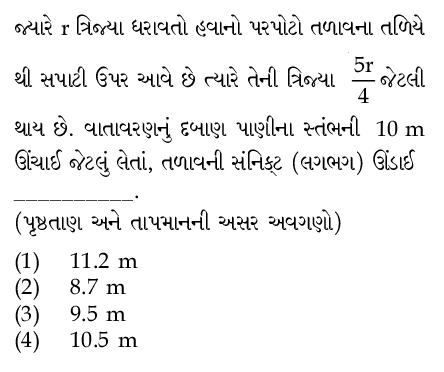 જ્યારે r ત્રિજ્યા ધરાવતો હવાનો પરપોટો તળાવના તળિયે
થી સપાટી ઉપર આવે છે ત્યારે તેની ત્રિજ્યા $\frac{5r}{4}$ જેટલી
થાય છે. વાતાવરણનું દબાણ પાણીના સ્તંભની 10 m
ઊંચાઈ જેટલું લેતાં, તળાવની સંનિક્ટ (લગભગ) ઊંડાઈ
__________.
(પૃષ્ઠતાણ અને તાપમાનની અસર અવગણો)
(1) 11.2 m
(2) 8.7 m
(3) 9.5 m
(4) 10.5 m